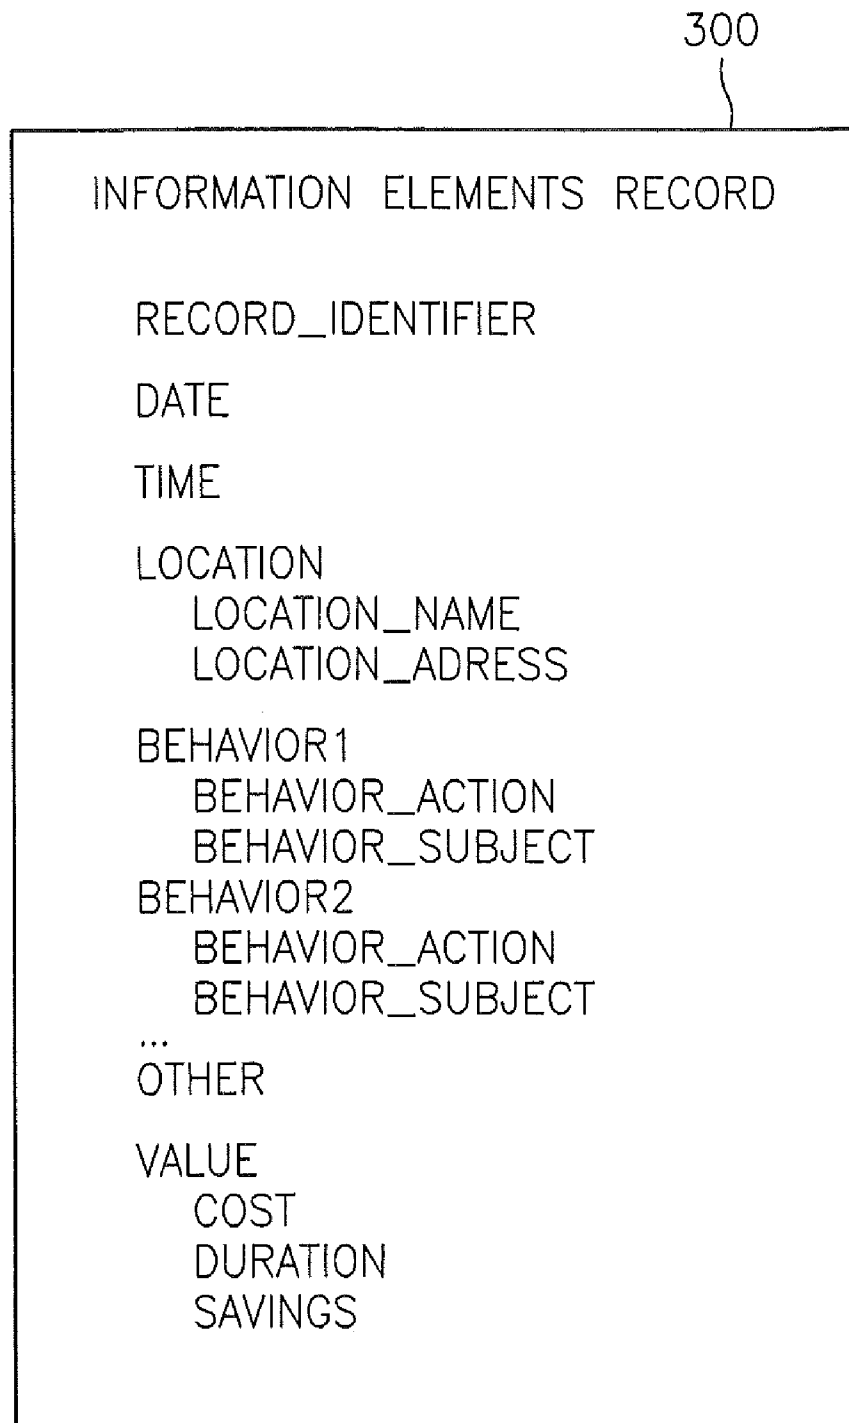 300
INFORMATION ELEMENTS RECORD
RECORD_IDENTIFIER
DATE
TIME
LOCATION
LOCATION_NAME
LOCATION_ADRESS
BEHAVIOR1
BEHAVIOR_ACTION
BEHAVIOR_SUBJECT
BEHAVIOR2
BEHAVIOR_ACTION
BEHAVIOR_SUBJECT
...
OTHER
VALUE
COST
DURATION
SAVINGS